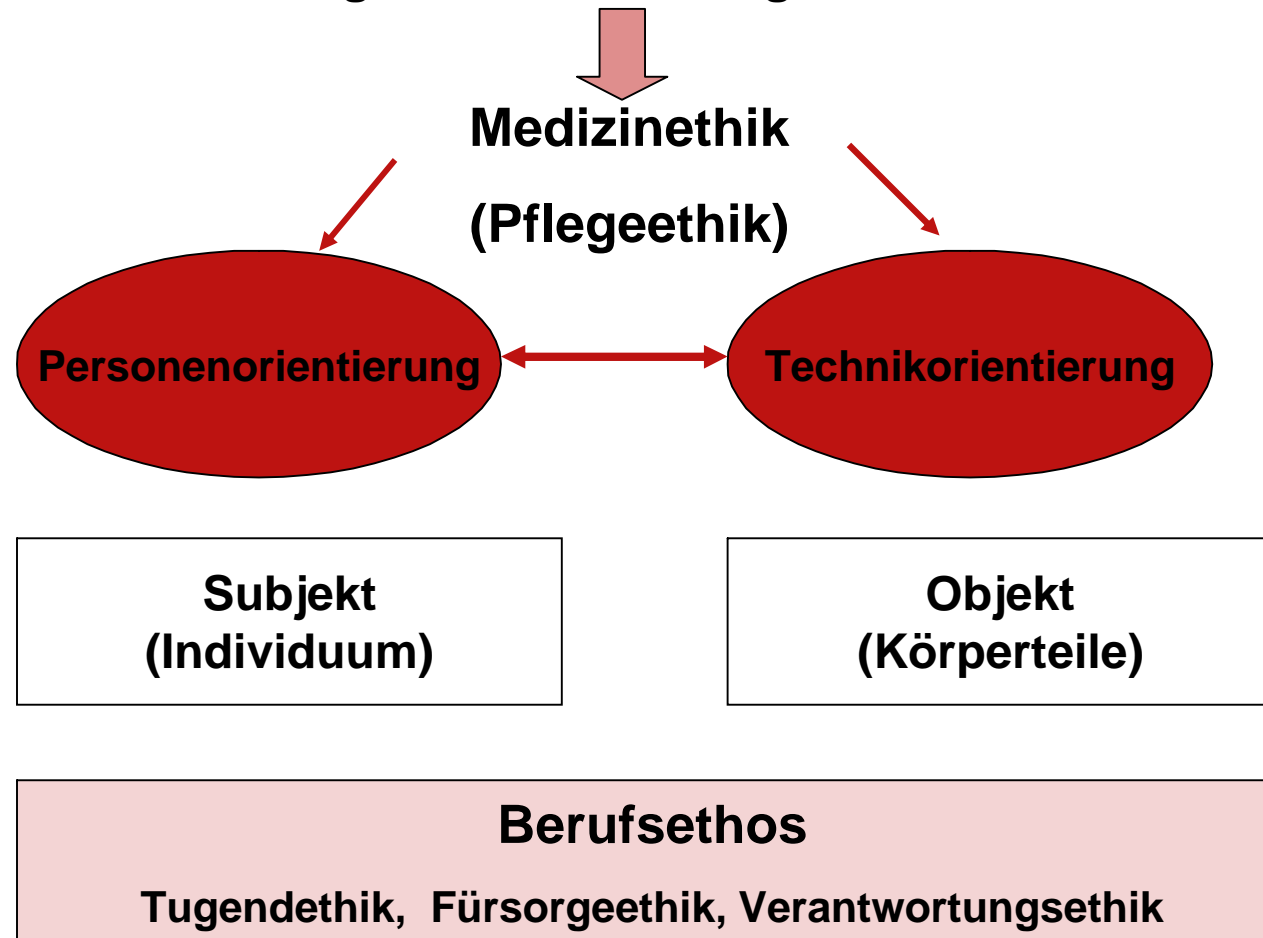 Medizinethik
(Pflegeethik)
Personenorientierung
Technikorientierung
Subjekt
(Individuum)
Objekt
(Körperteile)
Berufsethos
Tugendethik, Fürsorgeethik, Verantwortungsethik